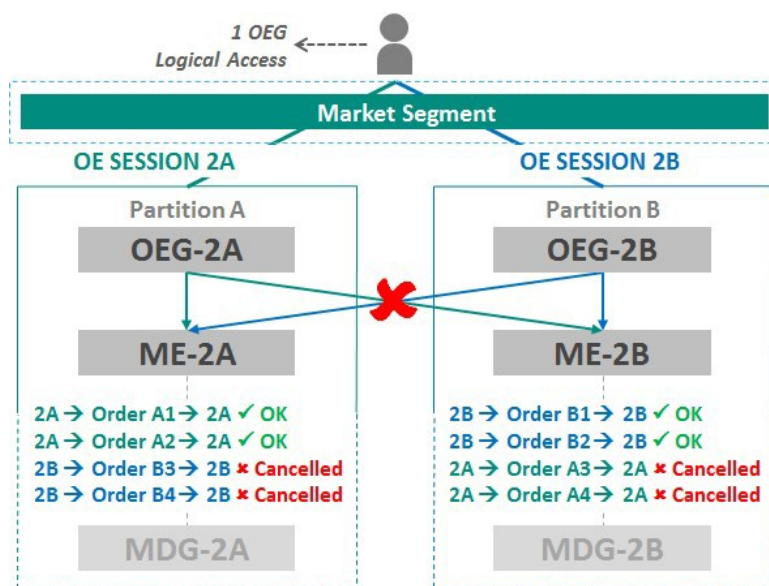 1 OEG
Logical Access
Market Segment
OE SESSION 2A
OE SESSION 2B
Partition A
OEG-2A
ME-2A
2A → Order A1 → 2A ✓ OK
2A → Order A2 → 2A ✓ OK
2B → Order B3 → 2B ✘ Cancelled
2B → Order B4 → 2B ✘ Cancelled
MDG-2A
Partition B
OEG-2B
ME-2B
2B → Order B1 → 2B ✓ OK
2B → Order B2 → 2B ✓ OK
2A → Order A3 → 2A ✘ Cancelled
2A → Order A4 → 2A ✘ Cancelled
MDG-2B